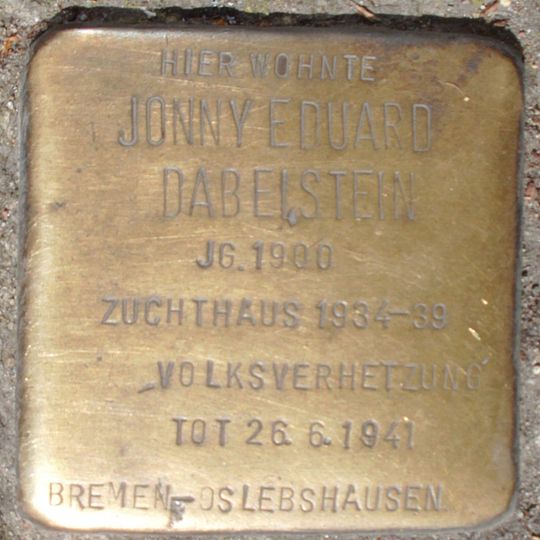 HIER WOHNTE
JONNY EDUARD
DABELSTEIN
JG. 1900
ZUCHTHAUS 1934-39
„VOLKSVERHETZUNG“
TOT 26.6.1941
BREMEN-OSLEBSHAUSEN